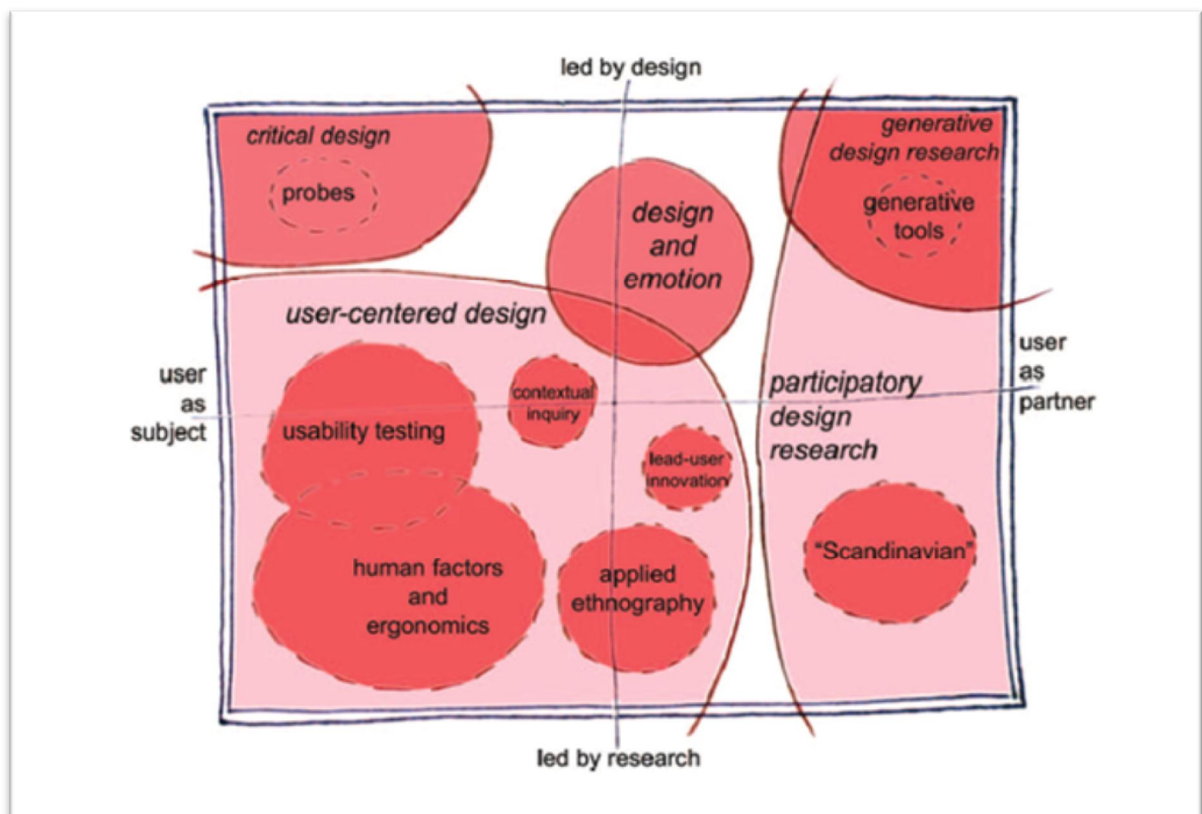 led by design
critical design
probes
generative
design research
generative
tools
design
and
emotion
user-centered design
user
as
subject
contextual
inquiry
usability testing
user
as
partner
participatory
design
research
lead-user
innovation
human factors
and
ergonomics
applied
ethnography
“Scandinavian”
led by research